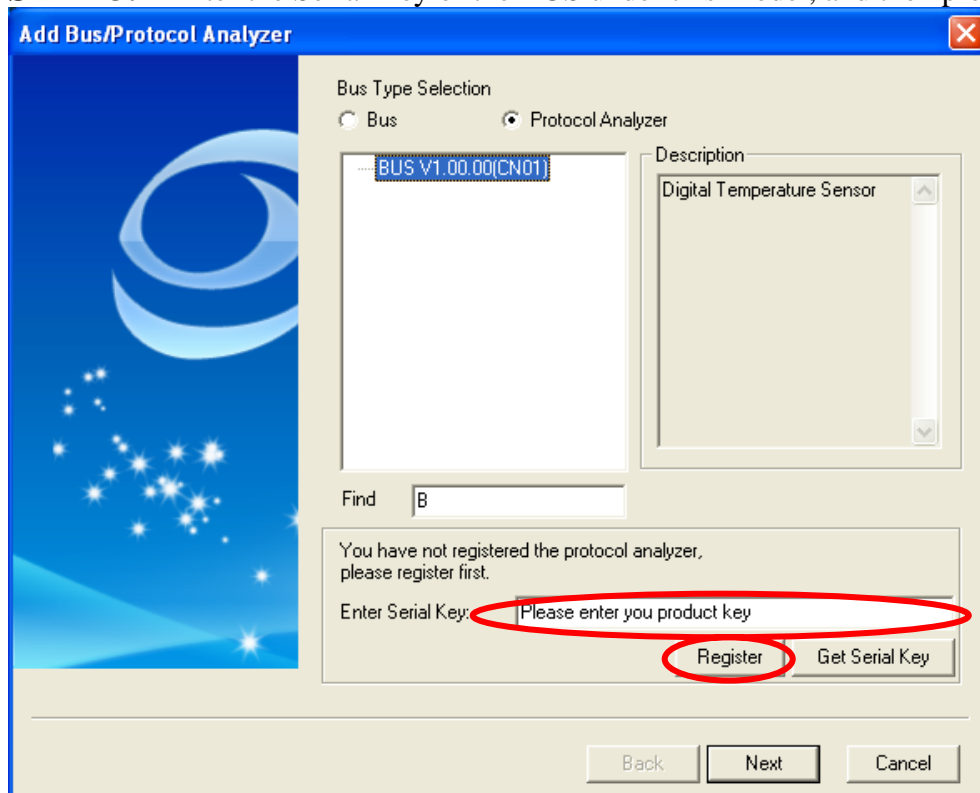 Add Bus/Protocol Analyzer
Bus Type Selection
Bus
Protocol Analyzer
BUS V1.00.00(CN01)
Description
Digital Temperature Sensor
Find
B
You have not registered the protocol analyzer,
please register first.
Enter Serial Key:
Please enter you product key
Register
Get Serial Key
Back
Next
Cancel